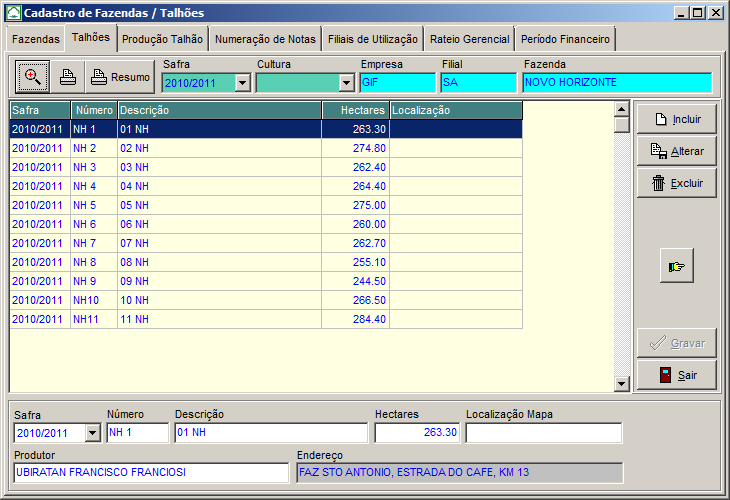 Cadastro de Fazendas / Talhões
Fazendas Talhões Produção Talhão Numeração de Notas Filiais de Utilização Rateio Gerencial Período Financeiro
Safra Cultura Empresa Filial Fazenda
Resumo 2010/2011 GIF SA NOVO HORIZONTE
Safra Número Descrição Hectares Localização
2010/2011 NH 1 01 NH 263.30
2010/2011 NH 2 02 NH 274.80
2010/2011 NH 3 03 NH 262.40
2010/2011 NH 4 04 NH 264.40
2010/2011 NH 5 05 NH 275.00
2010/2011 NH 6 06 NH 260.00
2010/2011 NH 7 07 NH 262.70
2010/2011 NH 8 08 NH 255.10
2010/2011 NH 9 09 NH 244.50
2010/2011 NH10 10 NH 266.50
2010/2011 NH11 11 NH 284.40
Incluir
Alterar
Excluir
Gravar
Sair
Safra Número Descrição Hectares Localização Mapa
2010/2011 NH 1 01 NH 263.30
Produtor Endereço
UBIRATAN FRANCISCO FRANCIOSI FAZ STO ANTONIO, ESTRADA DO CAFE, KM 13